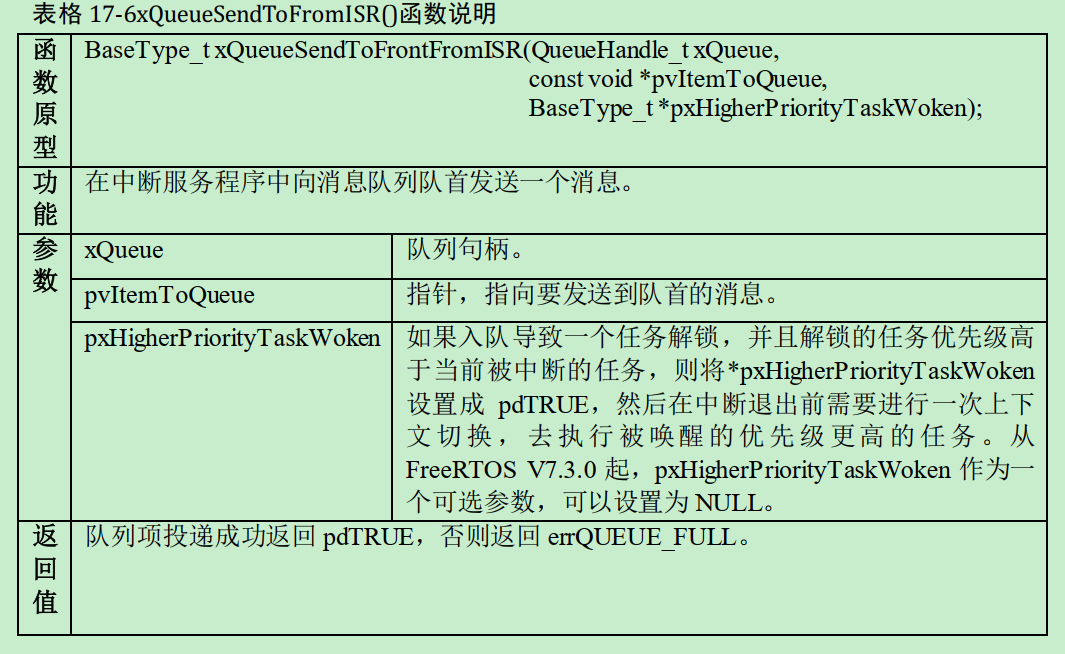 表格 17-6xQueueSendToFromISR()函数说明
函数原型
BaseType_t xQueueSendToFrontFromISR(QueueHandle_t xQueue,
const void *pvItemToQueue,
BaseType_t *pxHigherPriorityTaskWoken);
功能
在中断服务程序中向消息队列队首发送一个消息。
参数
xQueue
队列句柄。
pvItemToQueue
指针，指向要发送到队首的消息。
pxHigherPriorityTaskWoken
如果入队导致一个任务解锁，并且解锁的任务优先级高
于当前被中断的任务，则将*pxHigherPriorityTaskWoken
设置成 pdTRUE，然后在中断退出前需要进行一次上下
文切换，去执行被唤醒的优先级更高的任务。从
FreeRTOS V7.3.0 起，pxHigherPriorityTaskWoken 作为一
个可选参数，可以设置为 NULL。
返回值
队列项投递成功返回 pdTRUE，否则返回 errQUEUE_FULL。